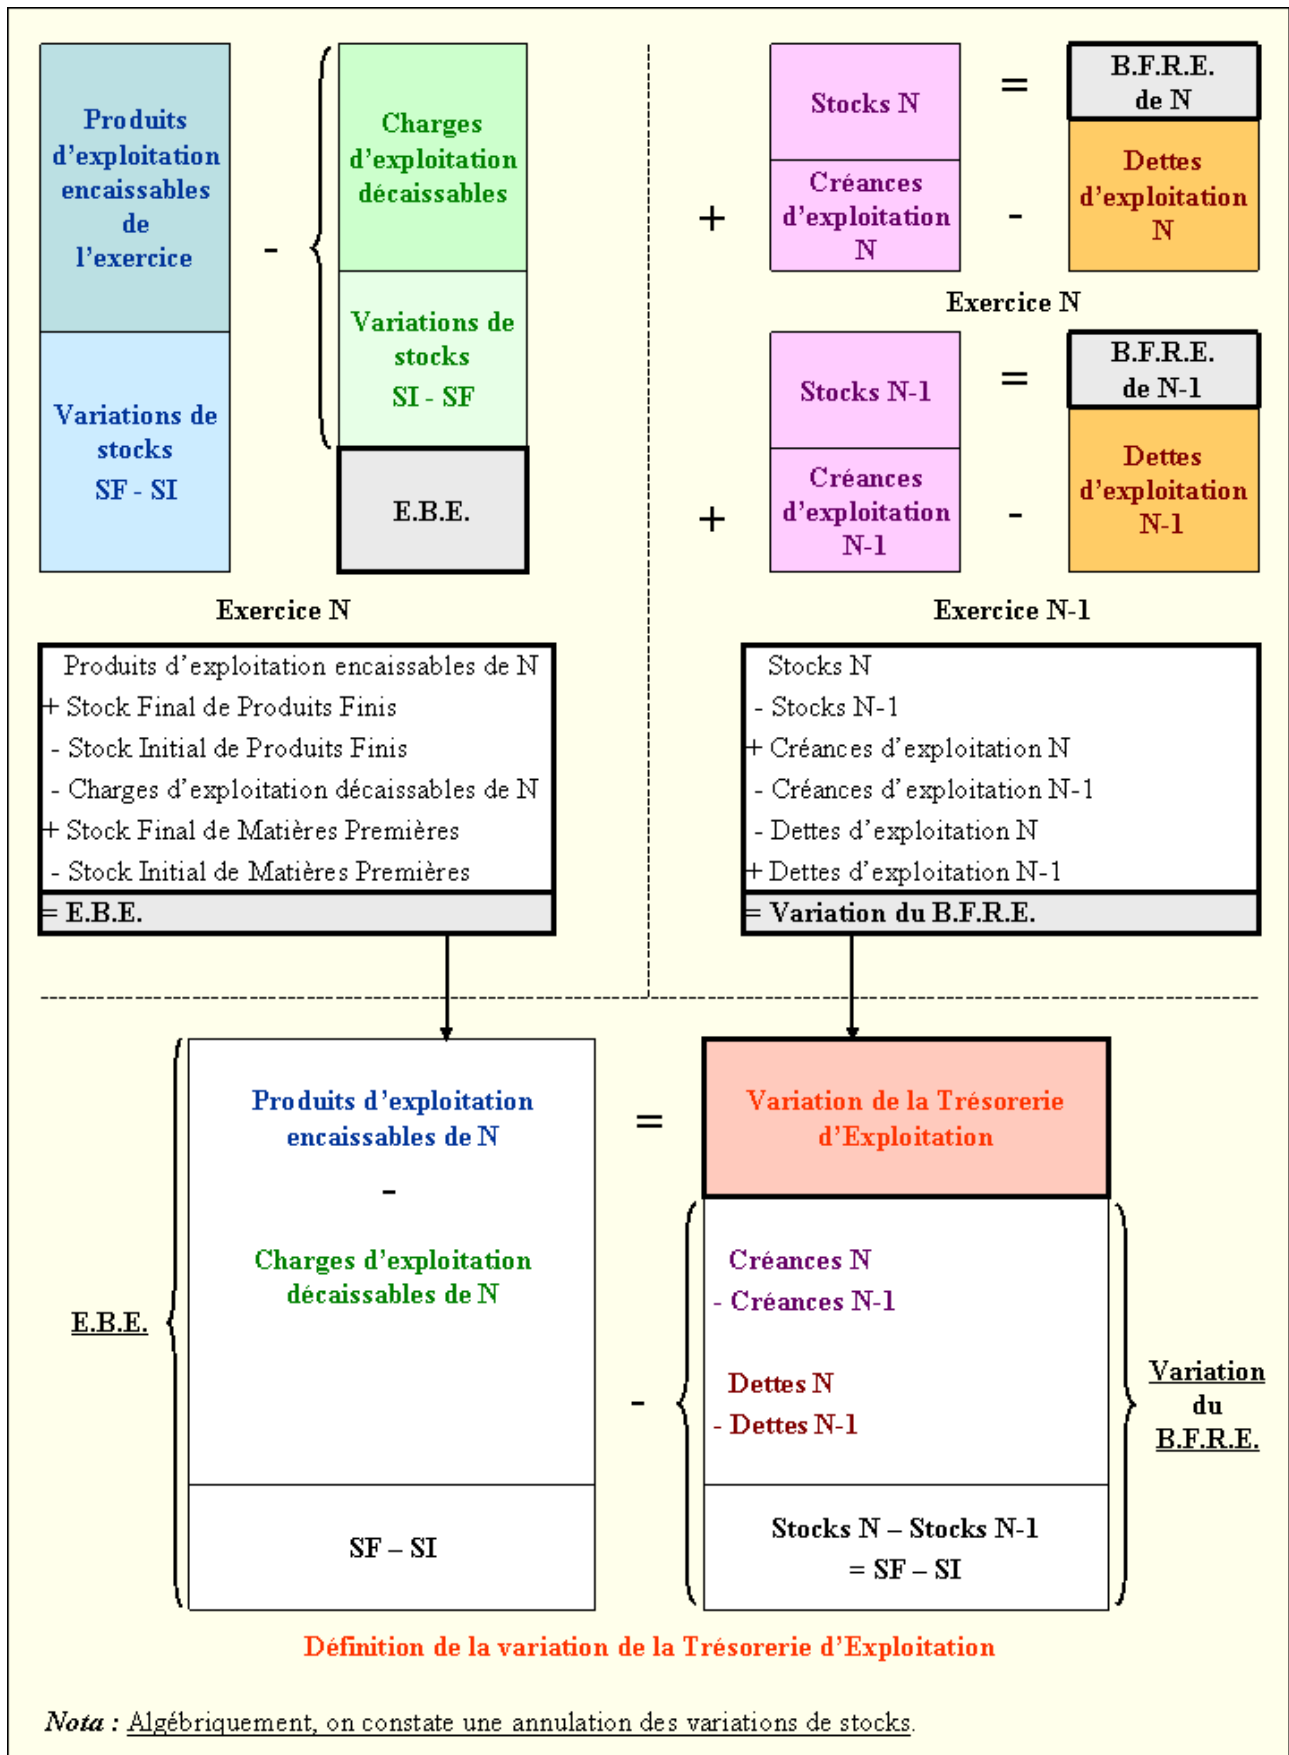 Produits
d'exploitation
encaissables
de
l'exercice
Variations de
stocks
SF - SI
-
Charges
d'exploitation
décaissables
Variations de
stocks
SI - SF
E.B.E.
Exercice N
+
Stocks N
Créances
d'exploitation
N
=
-
B.F.R.E.
de N
Dettes
d'exploitation
N
Exercice N
+
Stocks N-1
Créances
d'exploitation
N-1
=
-
B.F.R.E.
de N-1
Dettes
d'exploitation
N-1
Exercice N-1
Produits d'exploitation encaissables de N
+ Stock Final de Produits Finis
- Stock Initial de Produits Finis
- Charges d'exploitation décaissables de N
+ Stock Final de Matières Premières
- Stock Initial de Matières Premières
= E.B.E.
Stocks N
- Stocks N-1
+ Créances d'exploitation N
- Créances d'exploitation N-1
- Dettes d'exploitation N
+ Dettes d'exploitation N-1
= Variation du B.F.R.E.
E.B.E.
Produits d'exploitation
encaissables de N
-
Charges d'exploitation
décaissables de N
SF – SI
=
-
Variation de la Trésorerie
d'Exploitation
Créances N
- Créances N-1
Dettes N
- Dettes N-1
Stocks N – Stocks N-1
= SF – SI
Variation
du
B.F.R.E.
Définition de la variation de la Trésorerie d'Exploitation
Nota : Algébriquement, on constate une annulation des variations de stocks.